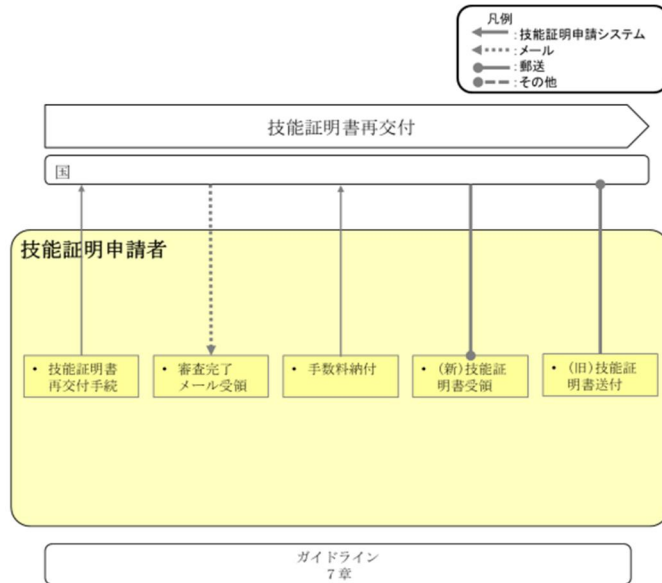 凡例
：技能証明申請システム
：メール
：郵送
：その他
技能証明書再交付
国
技能証明申請者
• 技能証明書
再交付手続
• 審査完了
メール受領
• 手数料納付
• (新)技能証
明書受領
• (旧)技能証
明書送付
ガイドライン
7章